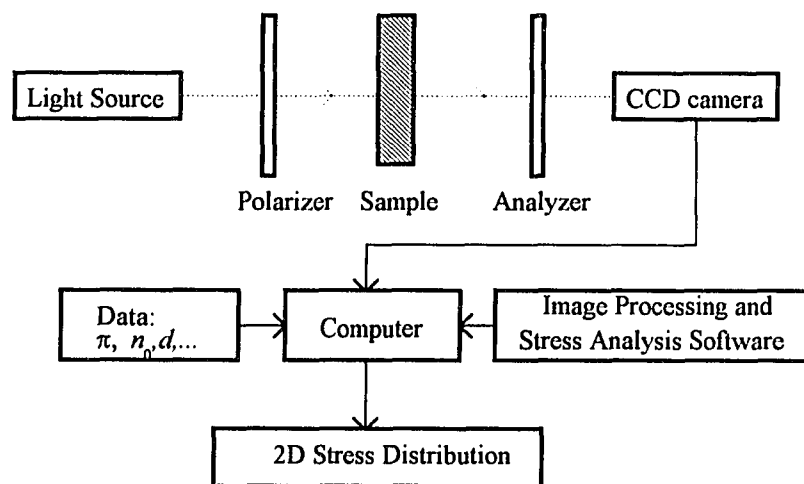 Light Source
CCD camera
Polarizer
Sample
Analyzer
Data:
π, n₀,d,...
Computer
Image Processing and
Stress Analysis Software
2D Stress Distribution